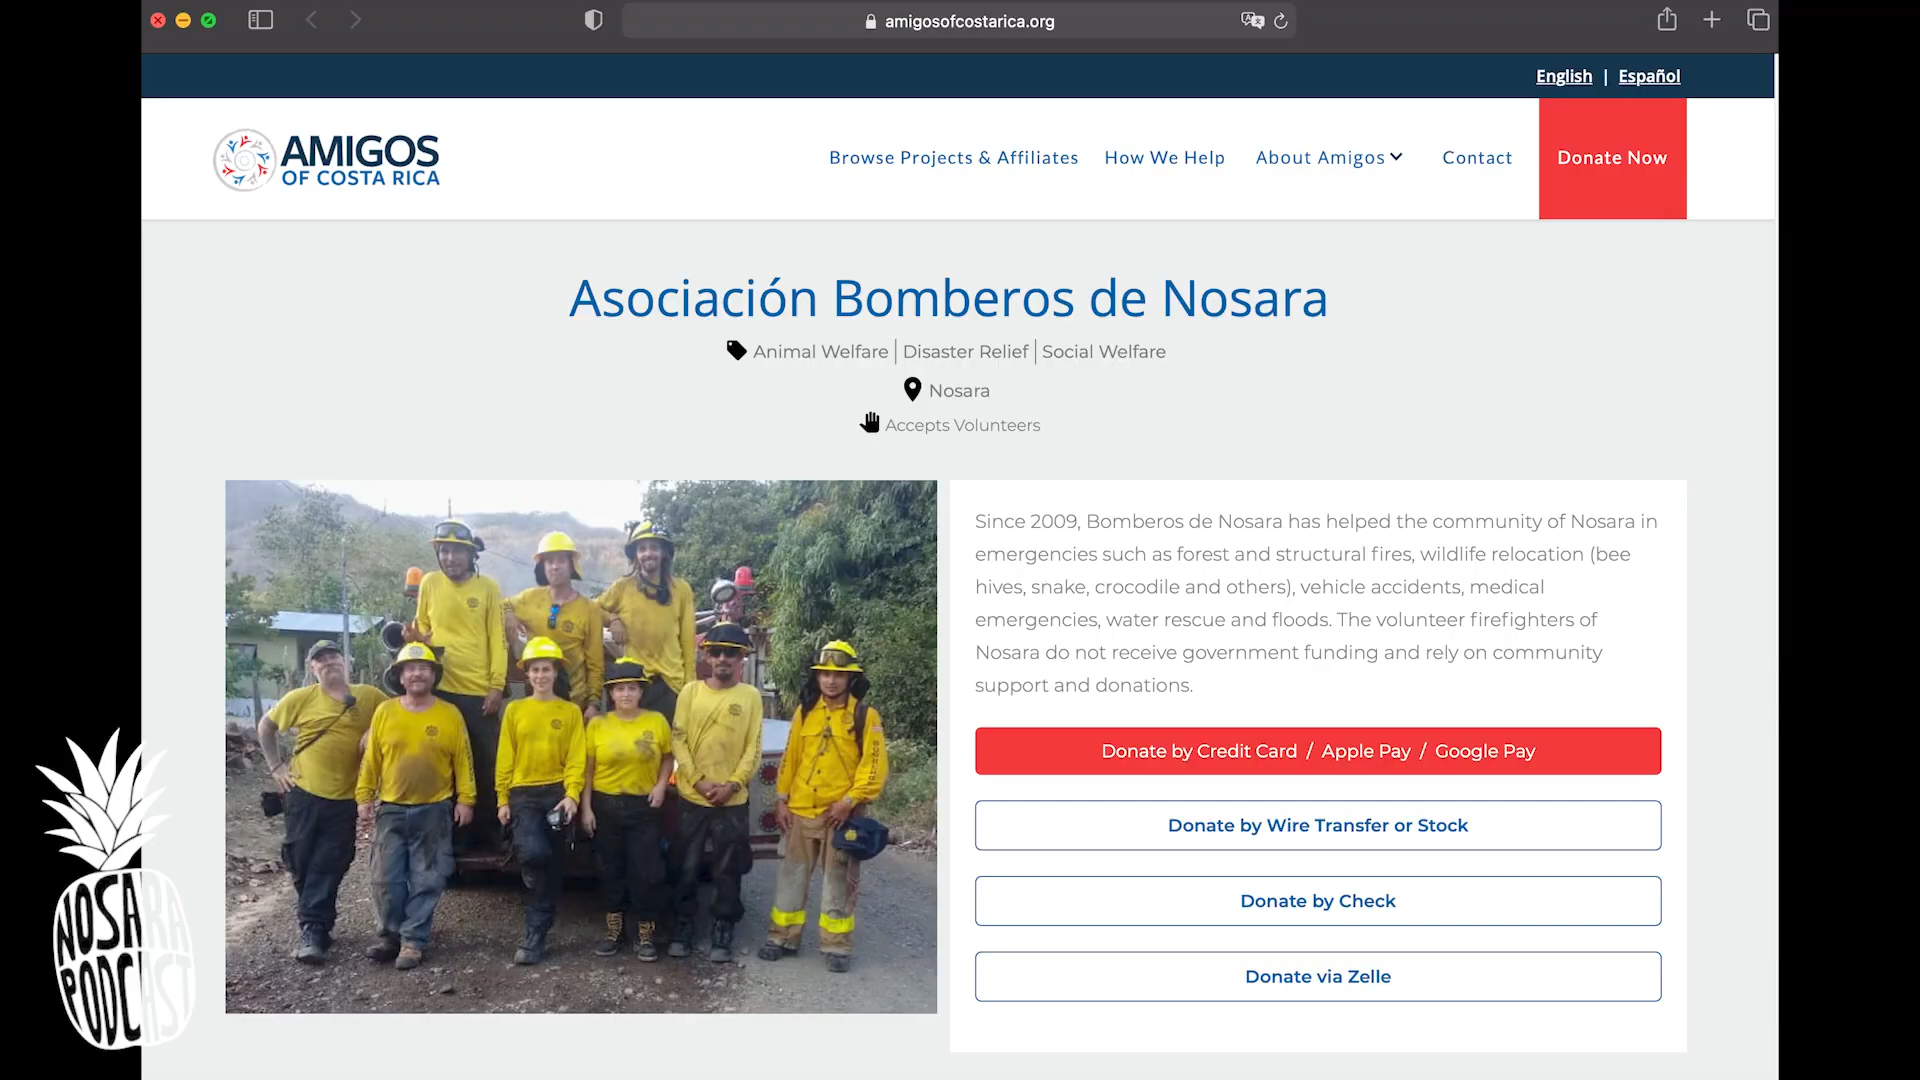 amigosofcostarica.org
English | Español
AMIGOS
OF COSTA RICA
Browse Projects & Affiliates
How We Help
About Amigos
Contact
Donate Now
Asociación Bomberos de Nosara
Animal Welfare | Disaster Relief | Social Welfare
Nosara
Accepts Volunteers
Since 2009, Bomberos de Nosara has helped the community of Nosara in
emergencies such as forest and structural fires, wildlife relocation (bee
hives, snake, crocodile and others), vehicle accidents, medical
emergencies, water rescue and floods. The volunteer firefighters of
Nosara do not receive government funding and rely on community
support and donations.
Donate by Credit Card / Apple Pay / Google Pay
Donate by Wire Transfer or Stock
Donate by Check
Donate via Zelle
NOSARA
PODCAST